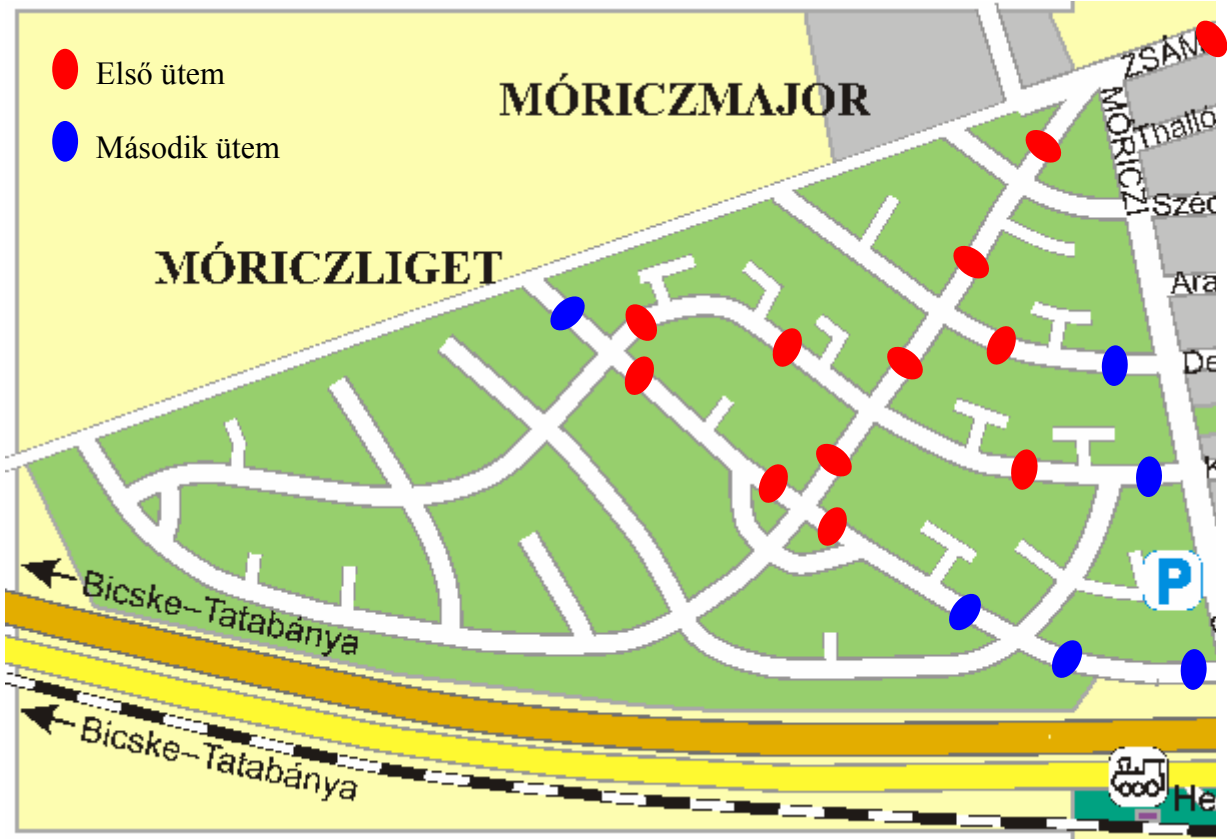 Első ütem
Második ütem
MÓRICZMAJOR
MÓRICZLIGET
ZSÁM
MÓRICZ
Thalló
Széc
Ara
De
K
P
Bicske–Tatabánya
Bicske–Tatabánya
He